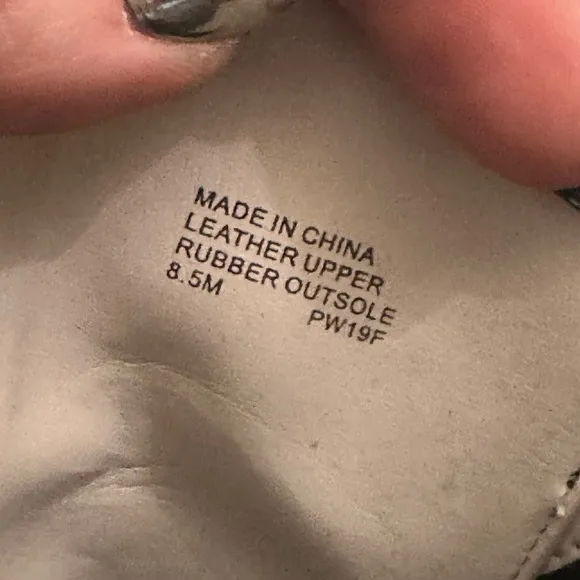 MADE IN CHINA
LEATHER UPPER
RUBBER OUTSOLE
8.5M PW19F